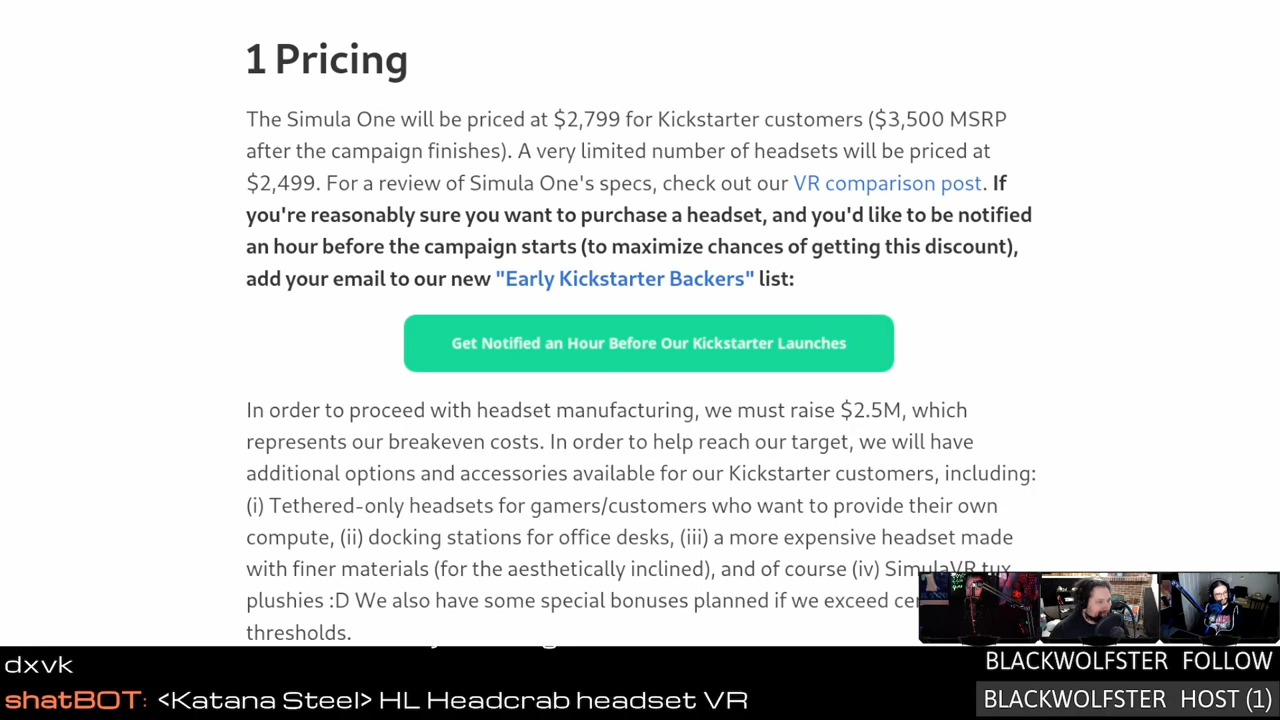 1 Pricing
The Simula One will be priced at $2,799 for Kickstarter customers ($3,500 MSRP
after the campaign finishes). A very limited number of headsets will be priced at
$2,499. For a review of Simula One's specs, check out our VR comparison post. If
you're reasonably sure you want to purchase a headset, and you'd like to be notified
an hour before the campaign starts (to maximize chances of getting this discount),
add your email to our new "Early Kickstarter Backers" list:
Get Notified an Hour Before Our Kickstarter Launches
In order to proceed with headset manufacturing, we must raise $2.5M, which
represents our breakeven costs. In order to help reach our target, we will have
additional options and accessories available for our Kickstarter customers, including:
(i) Tethered-only headsets for gamers/customers who want to provide their own
compute, (ii) docking stations for office desks, (iii) a more expensive headset made
with finer materials (for the aesthetically inclined), and of course (iv) SimulaVR tux
plushies :D We also have some special bonuses planned if we exceed
thresholds.
dxvk
shatBOT: <Katana Steel> HL Headcrab headset VR
BLACKWOLFSTER FOLLOW
BLACKWOLFSTER HOST (1)